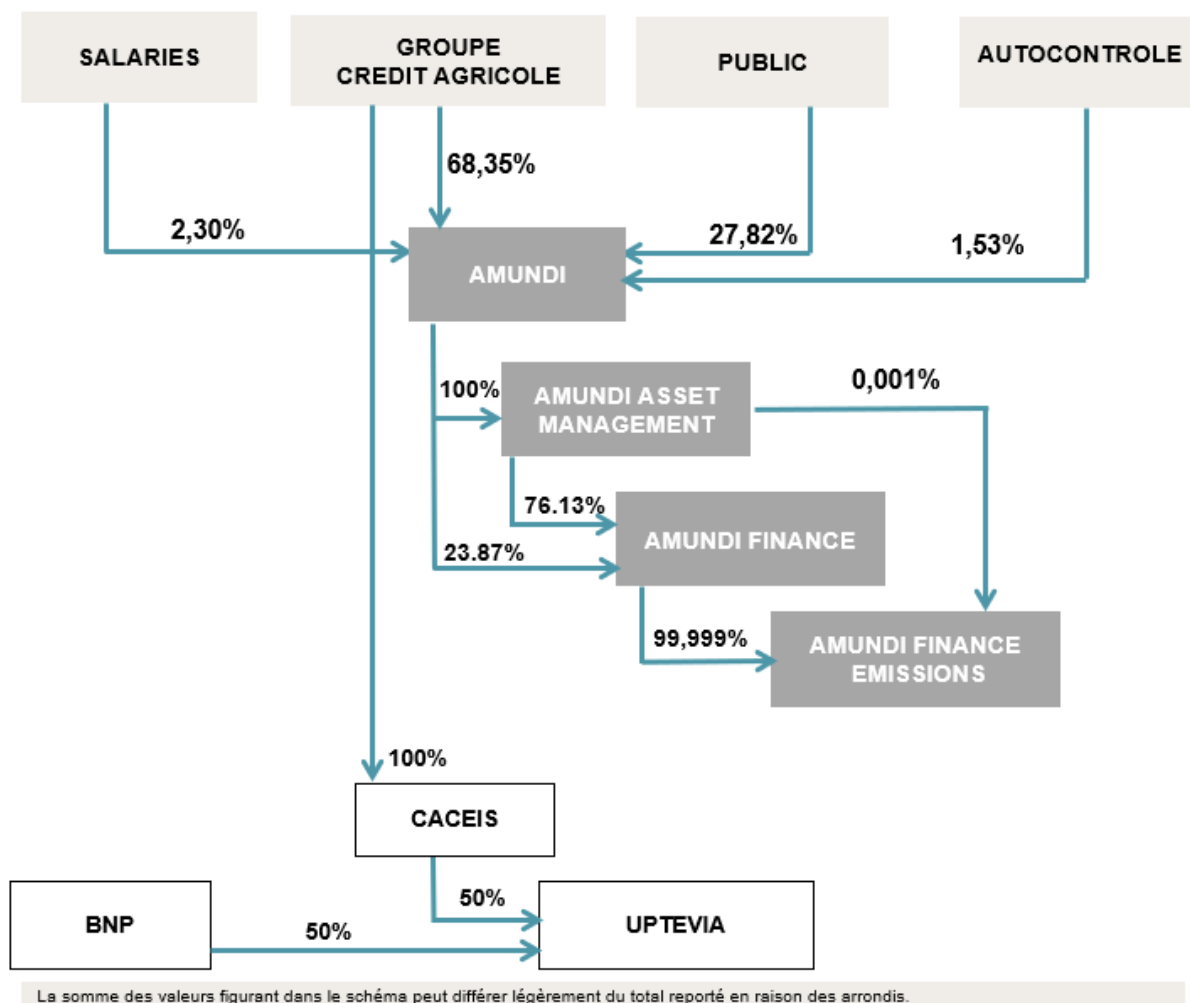 SALARIES
GROUPE
CREDIT AGRICOLE
PUBLIC
AUTOCONTROLE
68,35%
2,30%
27,82%
1,53%
AMUNDI
100%
AMUNDI ASSET
MANAGEMENT
0,001%
76.13%
AMUNDI FINANCE
23.87%
99,999%
AMUNDI FINANCE
EMISSIONS
100%
CACEIS
50%
BNP
50%
UPTEVIA
La somme des valeurs figurant dans le schéma peut différer légèrement du total reporté en raison des arrondis.